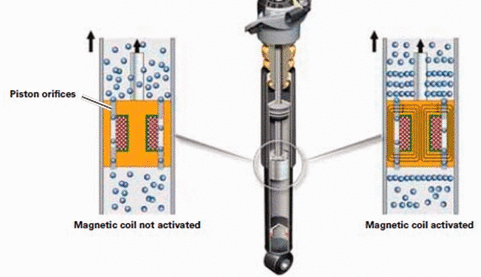 Piston orifices
Magnetic coil not activated
Magnetic coil activated